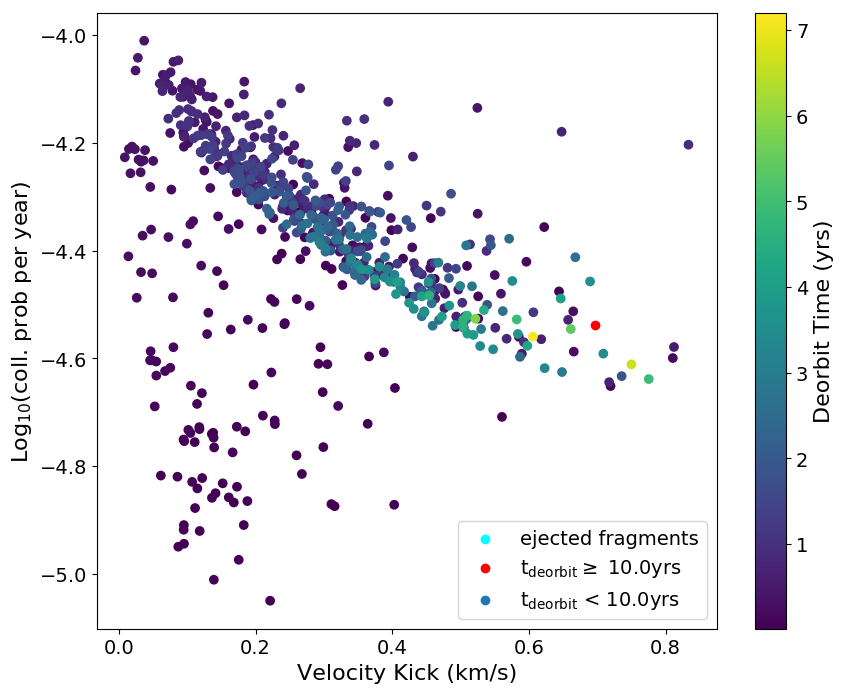 −4.0
−4.2
−4.4
−4.6
−4.8
−5.0
Log10(coll. prob per year)
0.0 0.2 0.4 0.6 0.8
Velocity Kick (km/s)
ejected fragments
tdeorbit ≥ 10.0yrs
tdeorbit < 10.0yrs
7
6
5
4
3
2
1
Deorbit Time (yrs)